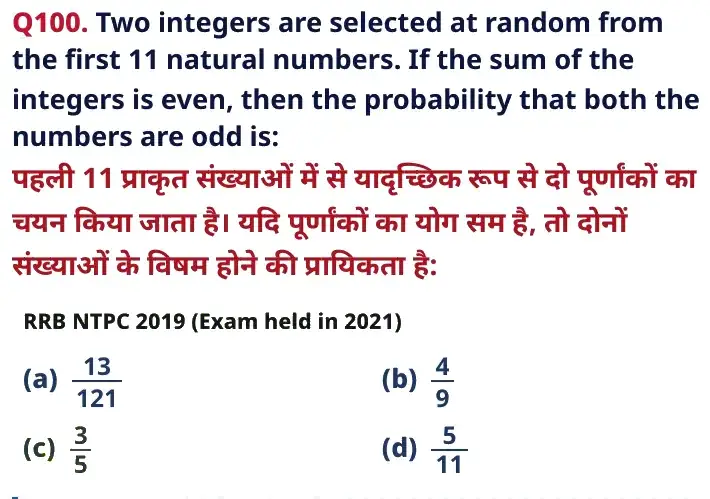 Q100. Two integers are selected at random from
the first 11 natural numbers. If the sum of the
integers is even, then the probability that both the
numbers are odd is:
पहली 11 प्राकृत संख्याओं में से यादृच्छिक रूप से दो पूर्णांकों का
चयन किया जाता है। यदि पूर्णांकों का योग सम है, तो दोनों
संख्याओं के विषम होने की प्रायिकता है:
RRB NTPC 2019 (Exam held in 2021)
(a) 13/121 (b) 4/9
(c) 3/5 (d) 5/11